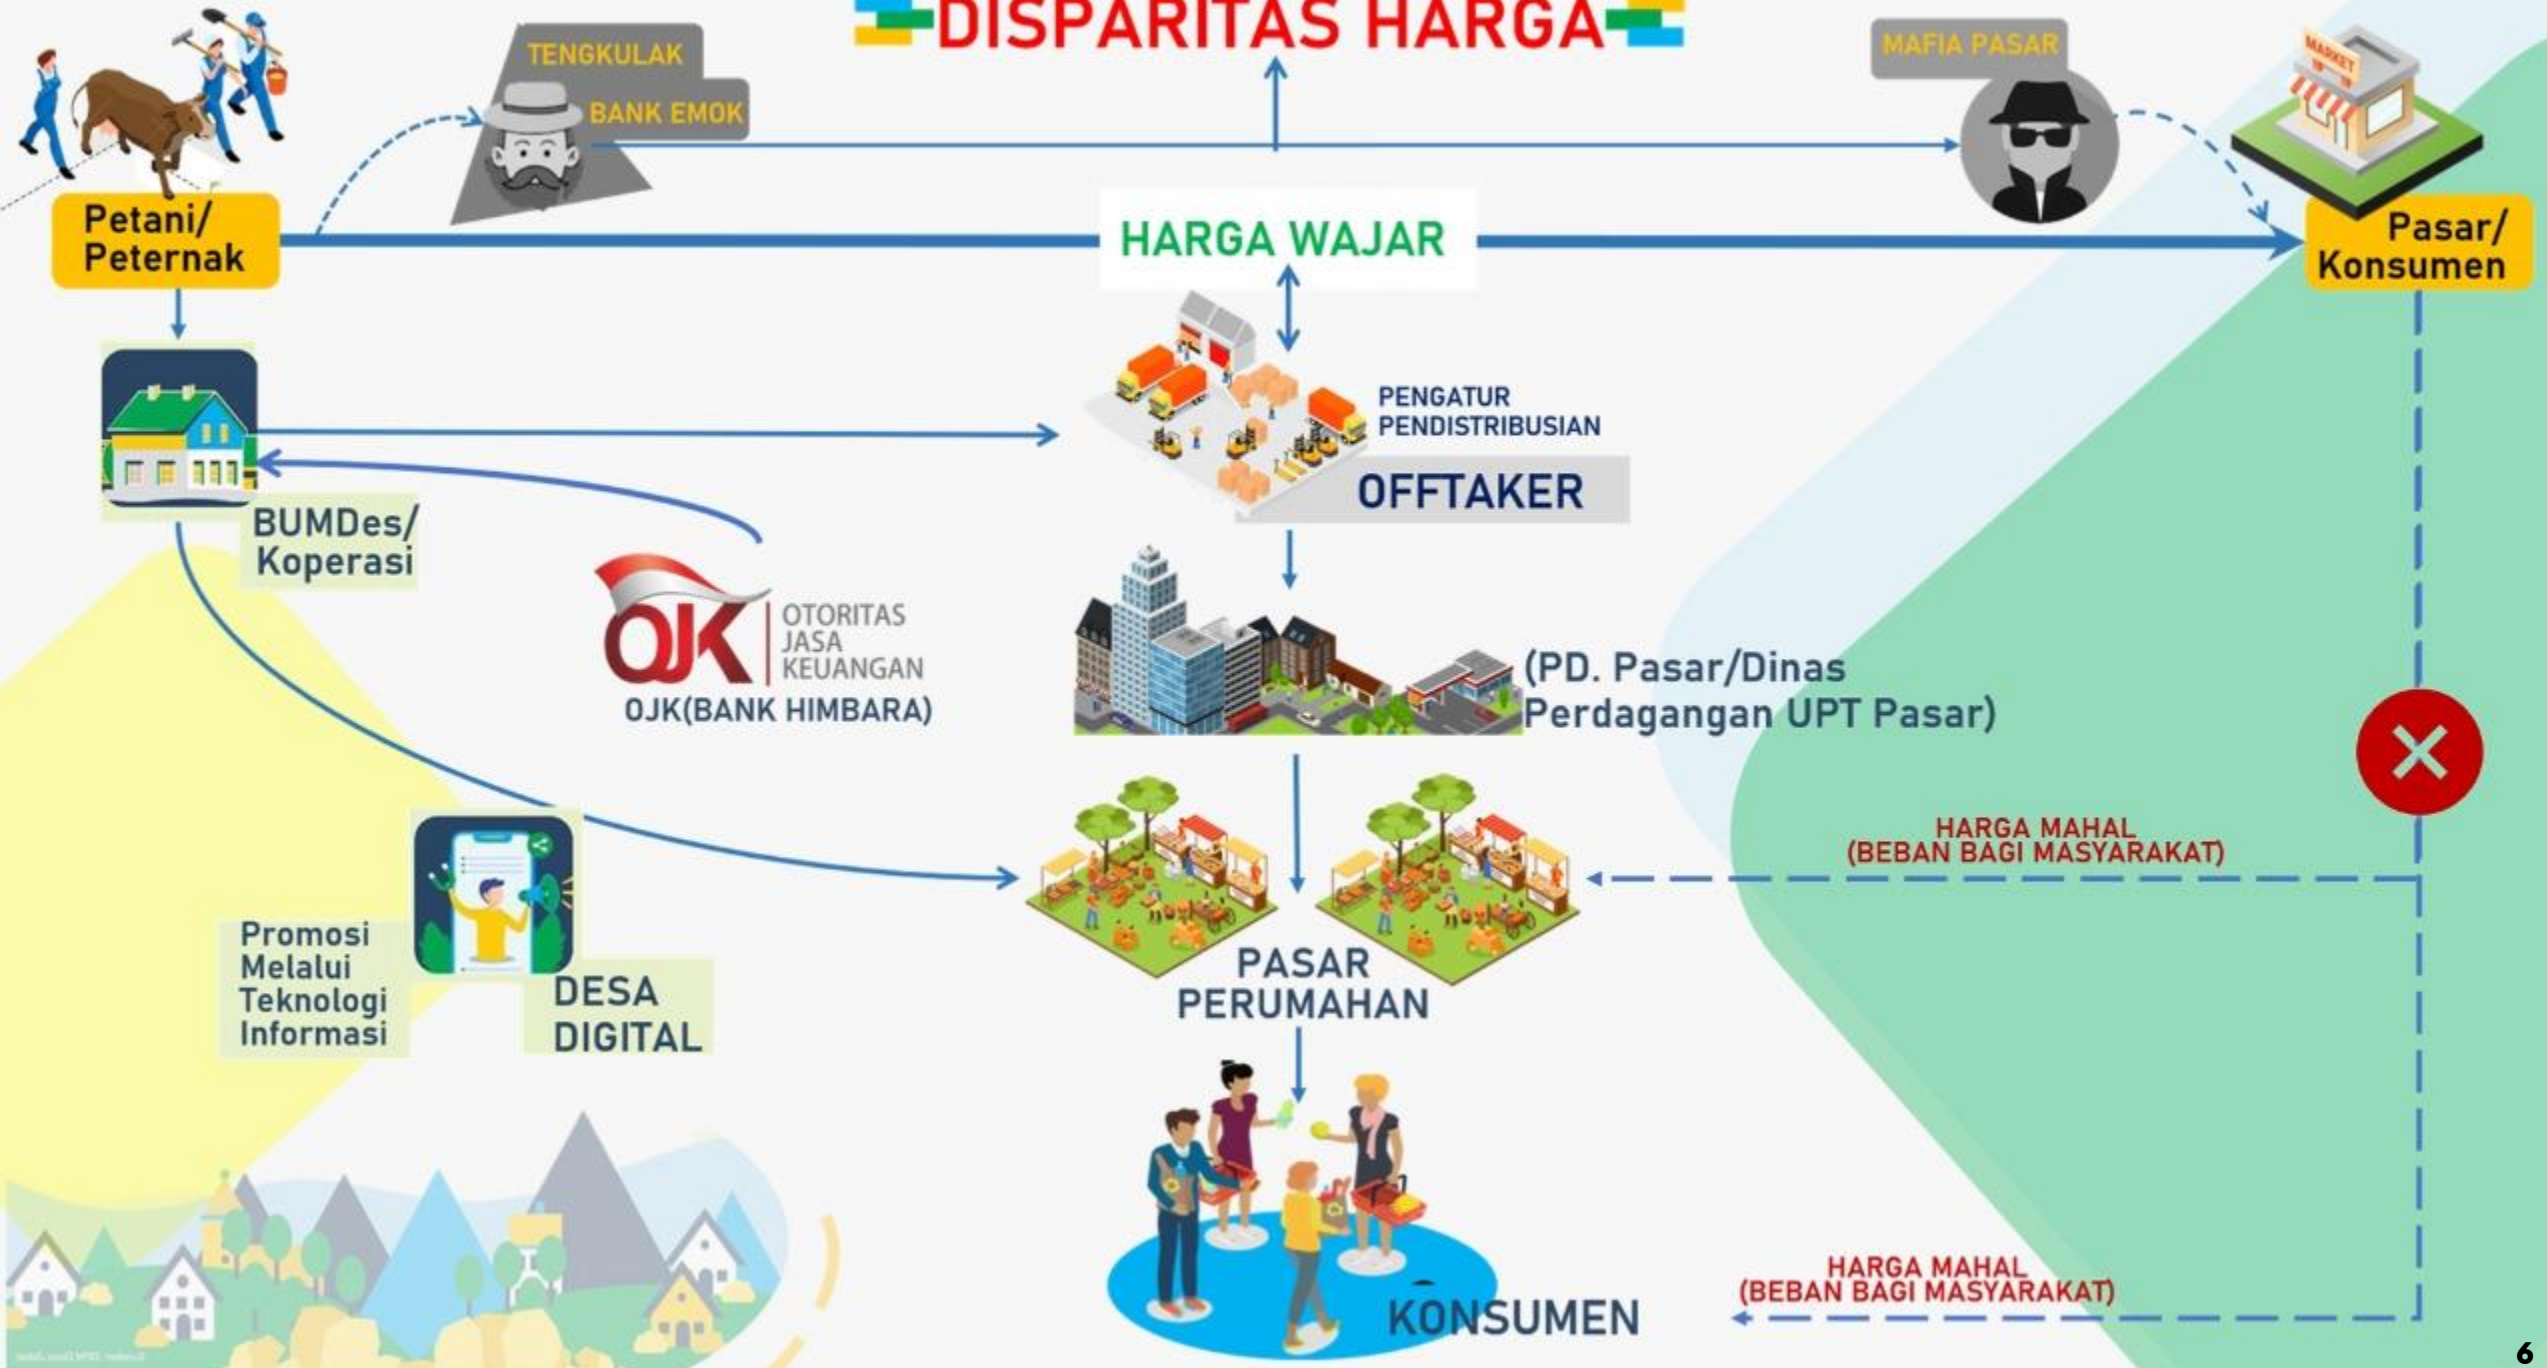 DISPARITAS HARGA
TENGKULAK
BANK EMOK
MAFIA PASAR
MARKET
Petani/
Peternak
HARGA WAJAR
Pasar/
Konsumen
PENGATUR
PENDISTRIBUSIAN
OFFTAKER
BUMDes/
Koperasi
OJK
OTORITAS
JASA
KEUANGAN
OJK(BANK HIMBARA)
(PD. Pasar/Dinas
Perdagangan UPT Pasar)
HARGA MAHAL
(BEBAN BAGI MASYARAKAT)
Promosi
Melalui
Teknologi
Informasi
DESA
DIGITAL
PASAR
PERUMAHAN
HARGA MAHAL
(BEBAN BAGI MASYARAKAT)
KONSUMEN
6